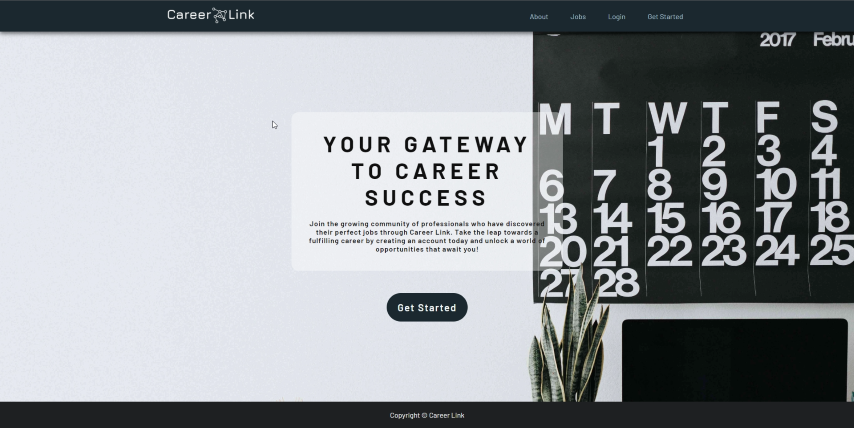 Career Link
About Jobs Login Get Started
2017 Febru
M T W T F S
YOUR GATEWAY
TO CAREER
SUCCESS
Join the growing community of professionals who have discovered
their perfect jobs through Career Link. Take the leap towards a
fulfilling career by creating an account today and unlock a world of
opportunities that await you!
1 2 3 4
6 7 8 9 10 11
13 14 15 16 17 18
20 21 22 23 24 25
27 28
Get Started
Copyright © Career Link